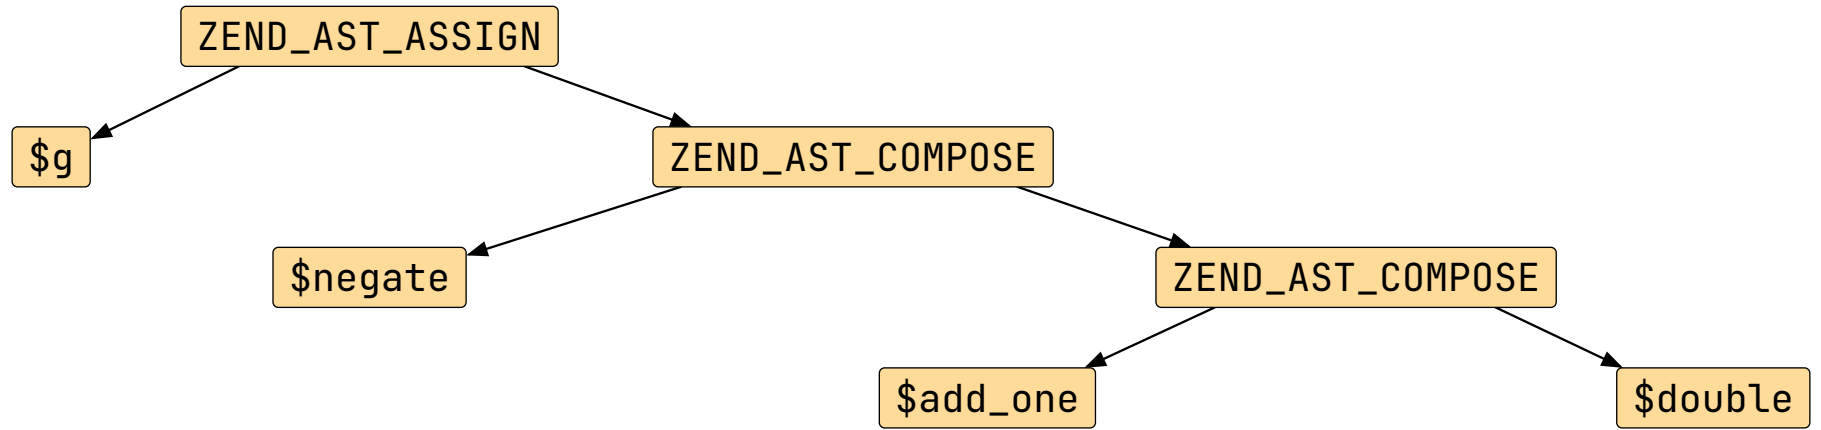 ZEND_AST_ASSIGN
$g
ZEND_AST_COMPOSE
$negate
ZEND_AST_COMPOSE
$add_one
$double